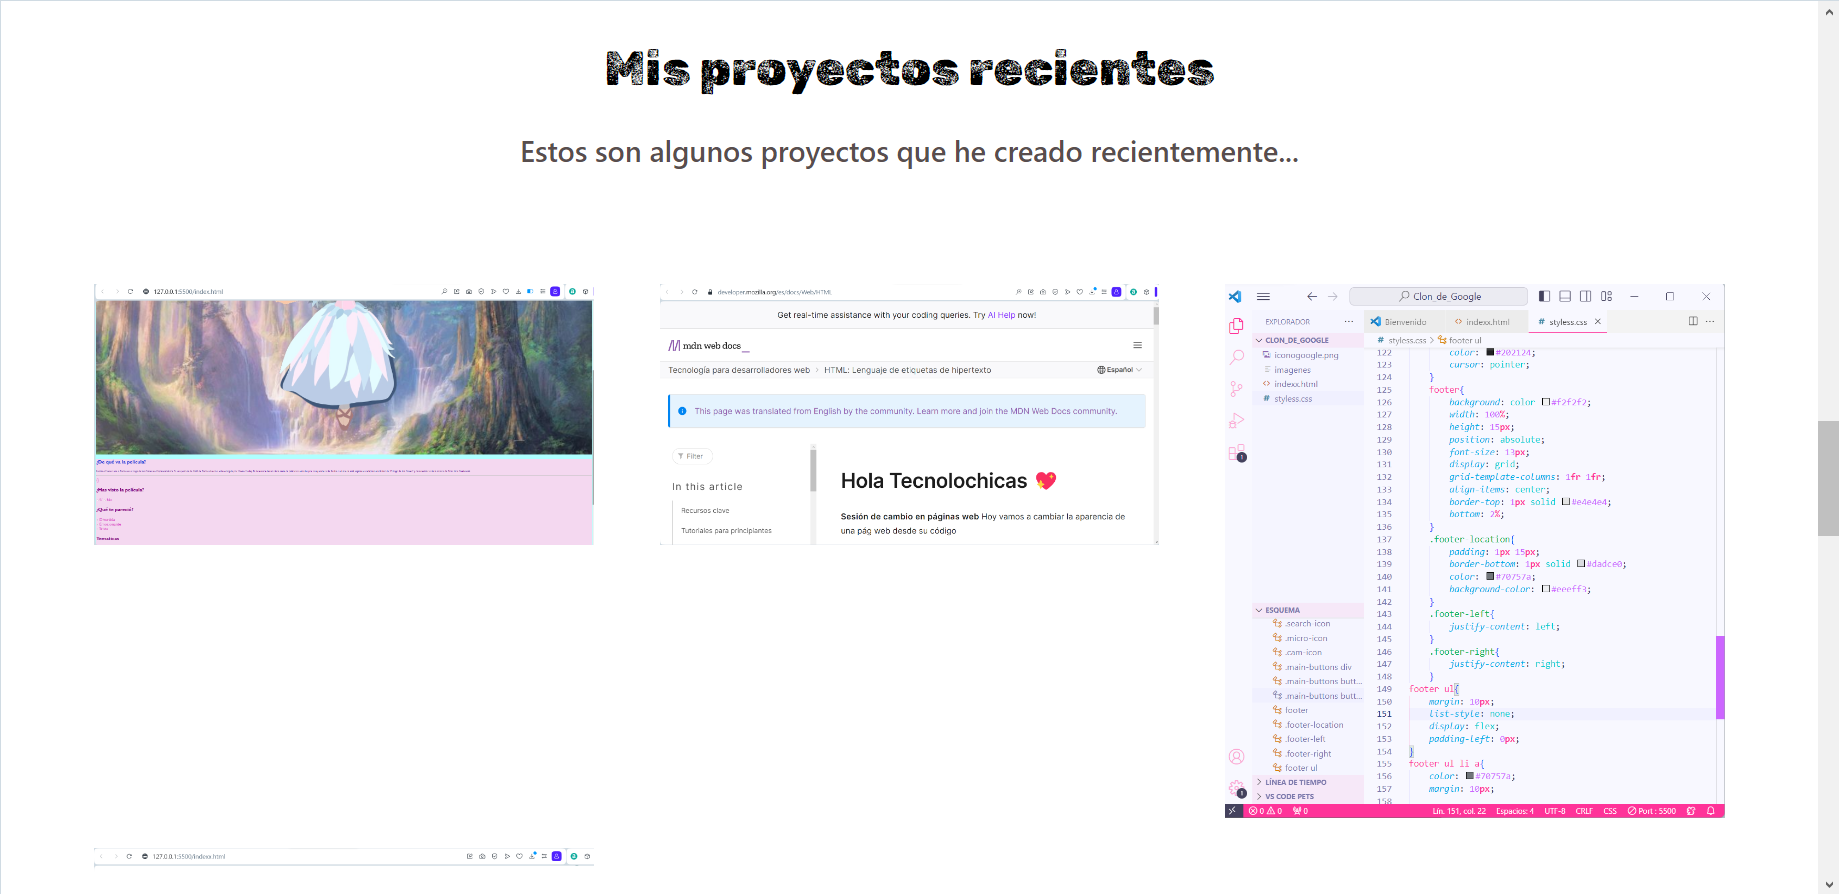 Mis proyectos recientes
Estos son algunos proyectos que he creado recientemente...
127.0.0.1:5500/index.html
¿De qué va la película?
¿Has visto la película?
¿Qué te pareció?
Temáticas
developer.mozilla.org/es/docs/Web/HTML
Get real-time assistance with your coding queries. Try AI Help now!
mdn web docs_
Tecnología para desarrolladores web > HTML: Lenguaje de etiquetas de hipertexto
Español
This page was translated from English by the community. Learn more and join the MDN Web Docs community.
Filter
In this article
Recursos clave
Tutoriales para principiantes
Hola Tecnolochicas 💖
Sesión de cambio en páginas web Hoy vamos a cambiar la aparencia de
una pág web desde su código
Clon_de_Google
EXPLORADOR
CLON_DE_GOOGLE
iconogoogle.png
imagenes
indexx.html
styless.css
ESQUEMA
.search-icon
.micro-icon
.cam-icon
.main-buttons div
.main-buttons butt...
.main-buttons butt...
footer
.footer-location
.footer-left
.footer-right
footer ul
LÍNEA DE TIEMPO
VS CODE PETS
Bienvenido
indexx.html
styless.css
styless.css > footer ul
122 color: #202124;
123 cursor: pointer;
124 }
125 footer{
126 background: color #f2f2f2;
127 width: 100%;
128 height: 15px;
129 position: absolute;
130 font-size: 13px;
131 display: grid;
132 grid-template-columns: 1fr 1fr;
133 align-items: center;
134 border-top: 1px solid #e4e4e4;
135 bottom: 2%;
136 }
137 .footer location{
138 padding: 1px 15px;
139 border-bottom: 1px solid #dadce0;
140 color: #70757a;
141 background-color: #eeeff3;
142 }
143 .footer-left{
144 justify-content: left;
145 }
146 .footer-right{
147 justify-content: right;
148 }
149 footer ul{
150 margin: 10px;
151 list-style: none;
152 display: flex;
153 padding-left: 0px;
154 }
155 footer ul li a{
156 color: #70757a;
157 margin: 10px;
158
0 0 0
Lín. 151, col. 22
Espacios: 4
UTF-8
CRLF
CSS
Port : 5500
127.0.0.1:5500/indexx.html